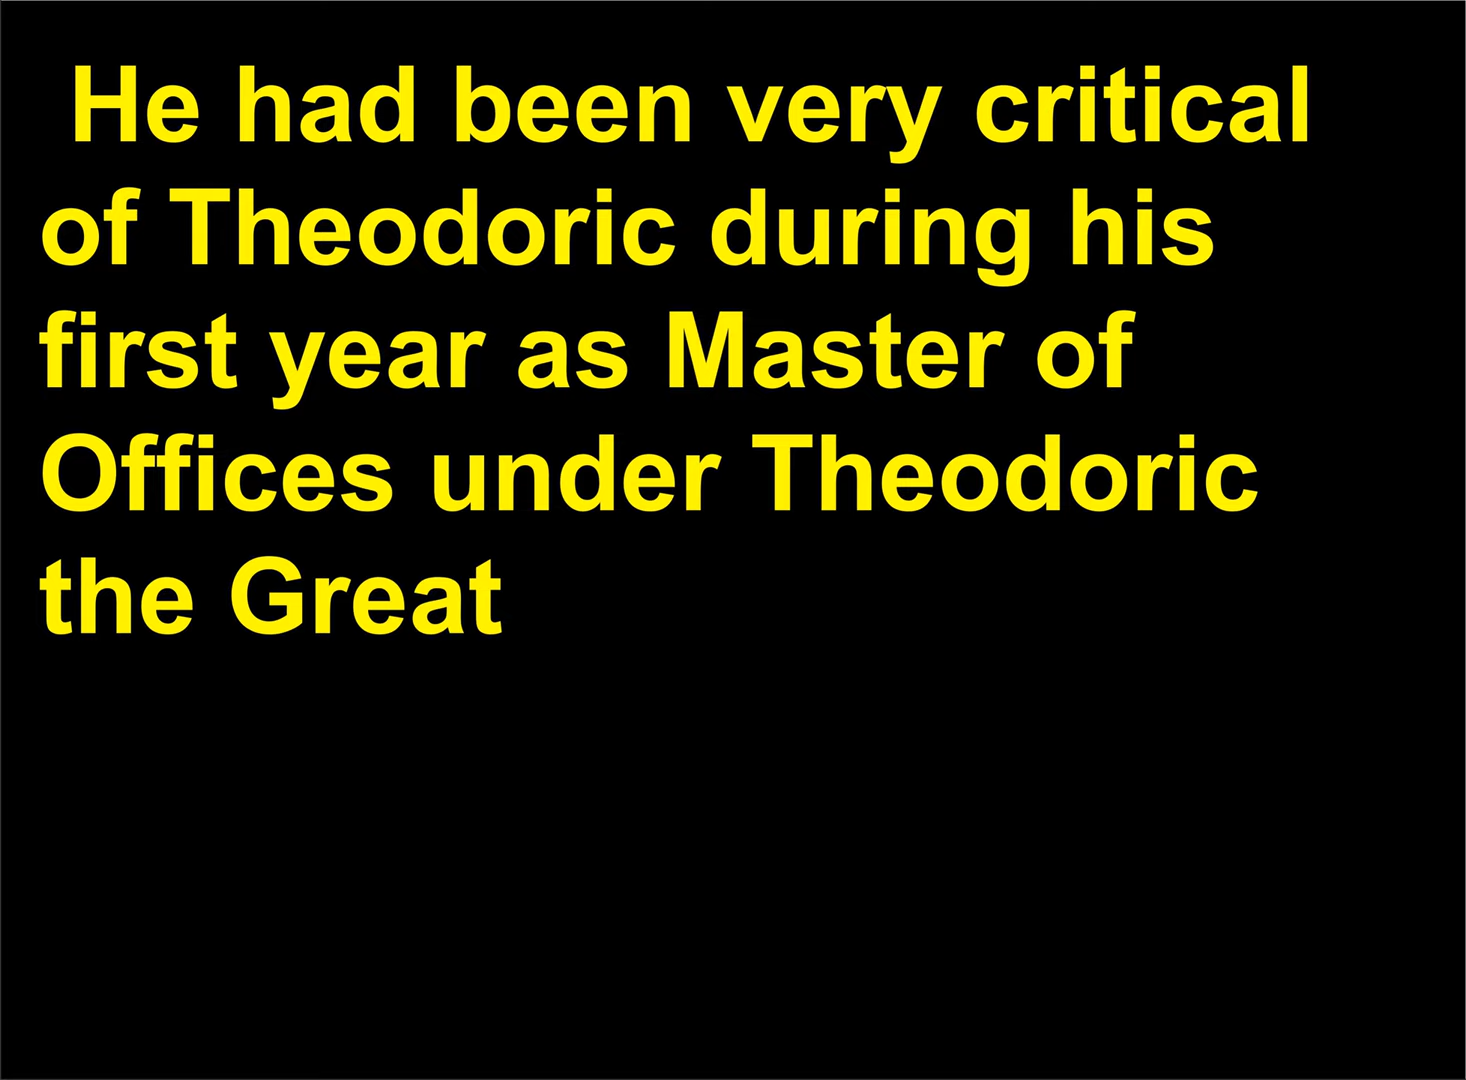 He had been very critical
of Theodoric during his
first year as Master of
Offices under Theodoric
the Great